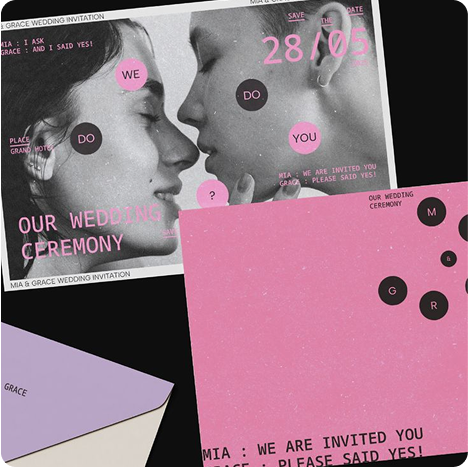 MIA & GRACE WEDDING INVITATION
MIA : I ASK
GRACE : AND I SAID YES!
SAVE THE DATE
28/05
WE
DO
DO
YOU
?
PLACE
GRAND
MIA : WE ARE INVITED YOU
GRACE : PLEASE SAID YES!
OUR WEDDING
CEREMONY
MIA & GRACE WEDDING INVITATION
OUR WEDDING
CEREMONY
M
&
G
R
MIA : WE ARE INVITED YOU
GRACE : PLEASE SAID YES!
GRACE